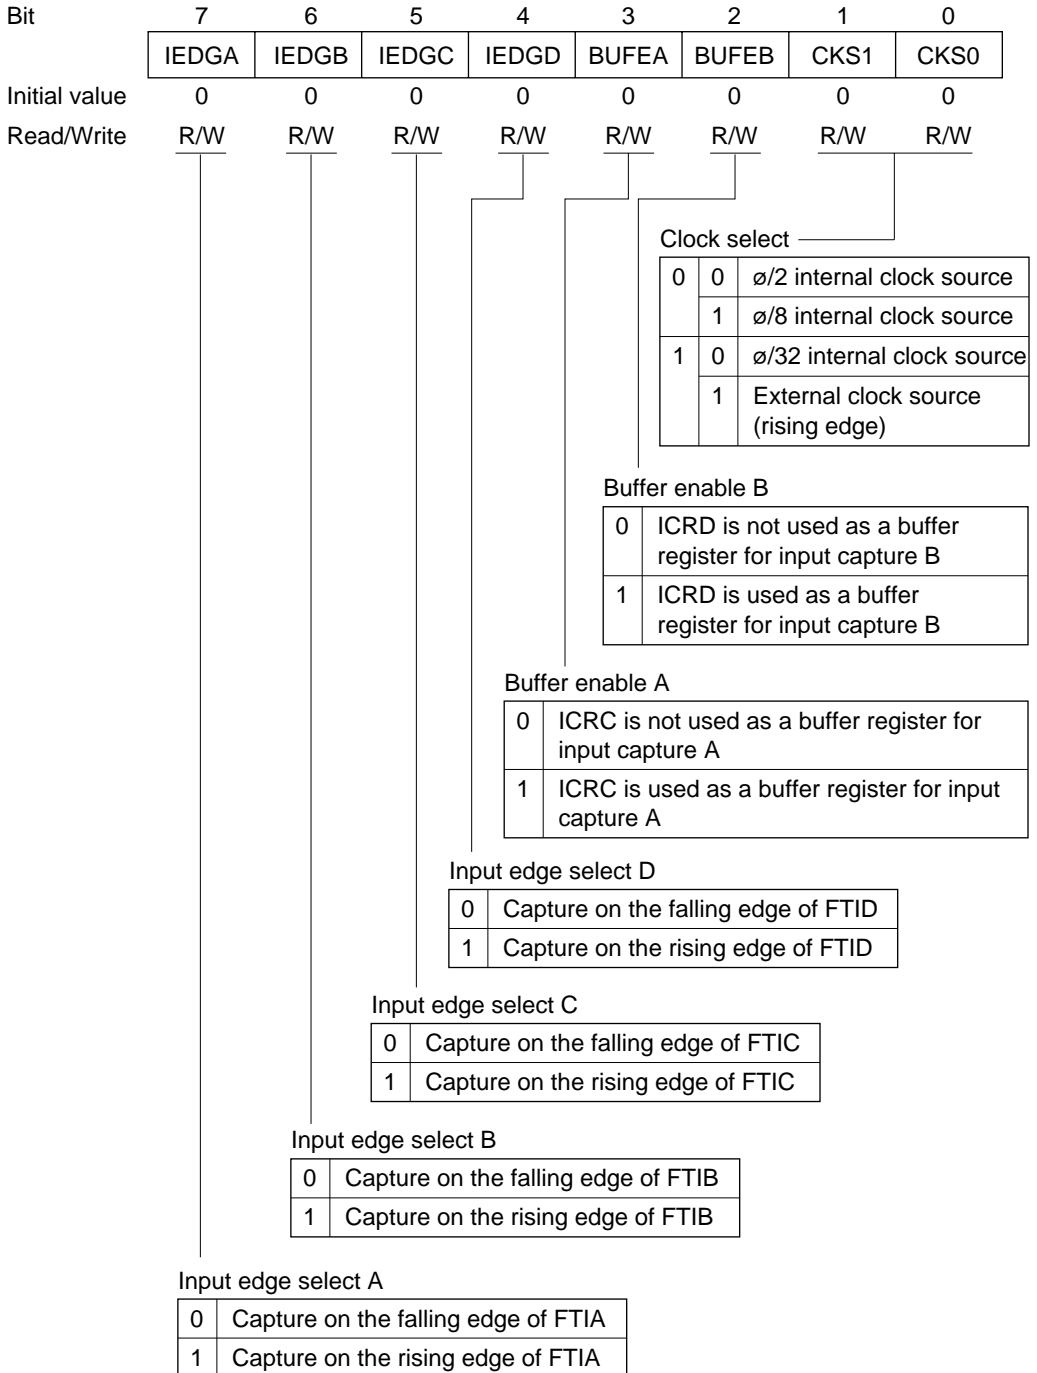 Bit 7 6 5 4 3 2 1 0
IEDGA IEDGB IEDGC IEDGD BUFEA BUFEB CKS1 CKS0
Initial value 0 0 0 0 0 0 0 0
Read/Write R/W R/W R/W R/W R/W R/W R/W R/W
Clock select
0 0 ø/2 internal clock source
1 ø/8 internal clock source
1 0 ø/32 internal clock source
1 External clock source
(rising edge)
Buffer enable B
0 ICRD is not used as a buffer
register for input capture B
1 ICRD is used as a buffer
register for input capture B
Buffer enable A
0 ICRC is not used as a buffer register for
input capture A
1 ICRC is used as a buffer register for input
capture A
Input edge select D
0 Capture on the falling edge of FTID
1 Capture on the rising edge of FTID
Input edge select C
0 Capture on the falling edge of FTIC
1 Capture on the rising edge of FTIC
Input edge select B
0 Capture on the falling edge of FTIB
1 Capture on the rising edge of FTIB
Input edge select A
0 Capture on the falling edge of FTIA
1 Capture on the rising edge of FTIA